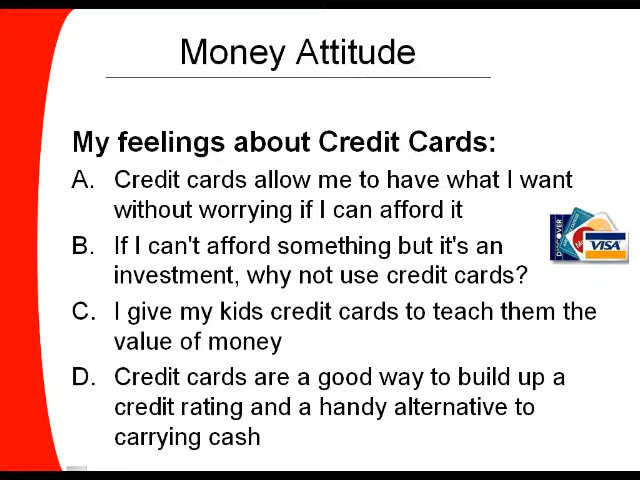 Money Attitude
My feelings about Credit Cards:
A. Credit cards allow me to have what I want
without worrying if I can afford it
B. If I can't afford something but it's an
investment, why not use credit cards?
C. I give my kids credit cards to teach them the
value of money
D. Credit cards are a good way to build up a
credit rating and a handy alternative to
carrying cash
DISCOVER
VISA